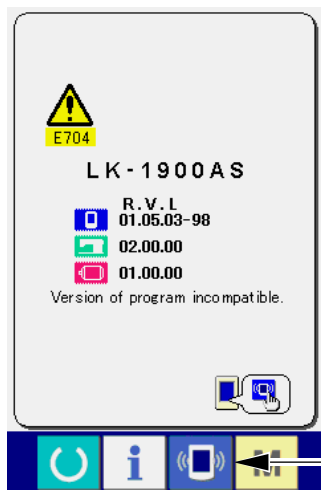 E704
LK-1900AS
R.V.L
01.05.03-98
02.00.00
01.00.00
Version of program incompatible.
i
M